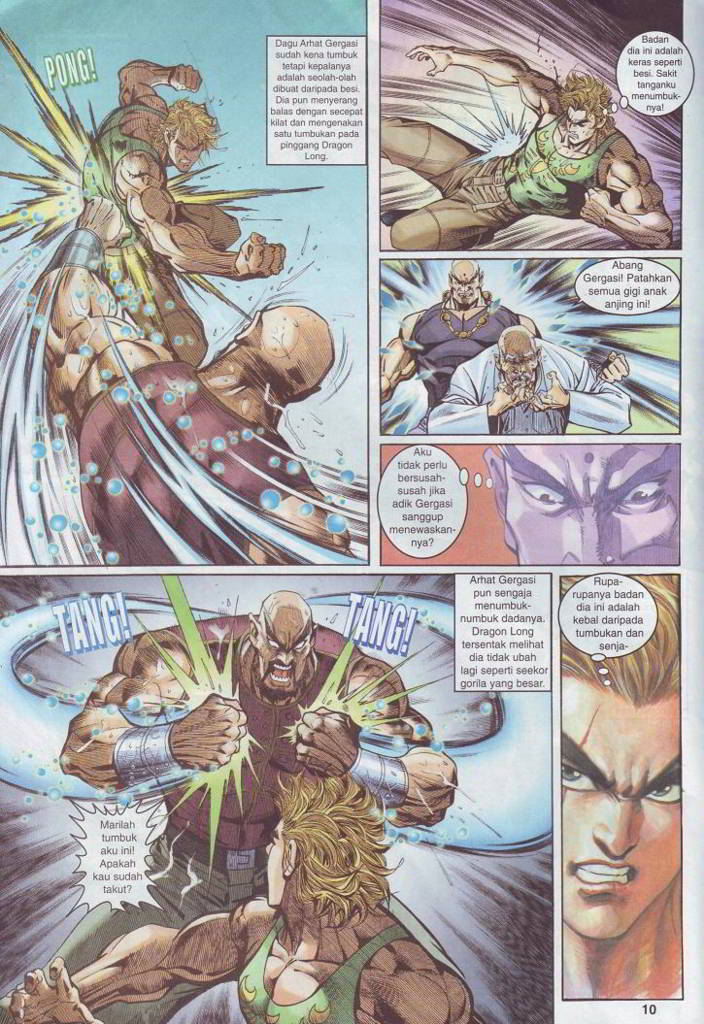 PONG!
Dagu Arhat Gergasi
sudah kena tumbuk
tetapi kepalanya
adalah seolah-olah
dibuat daripada besi.
Dia pun menyerang
balas dengan secepat
kilat dan mengenakan
satu tumbukan pada
pinggang Dragon
Long.
Badan
dia ini adalah
keras seperti
besi. Sakit
tanganku
menumbuk-
nya!
Abang
Gergasi! Patahkan
semua gigi anak
anjing ini!
Aku
tidak perlu
bersusah-
susah jika
adik Gergasi
sanggup
menewaskan-
nya?
TANG!
TANG!
Arhat Gergasi
pun sengaja
menumbuk-
numbuk dadanya.
Dragon Long
tersentak melihat
dia tidak ubah
lagi seperti seekor
gorila yang besar.
Marilah
tumbuk
aku ini!
Apakah
kau sudah
takut?
Rupa-
rupanya badan
dia ini adalah
kebal daripada
tumbukan dan
senja-
10